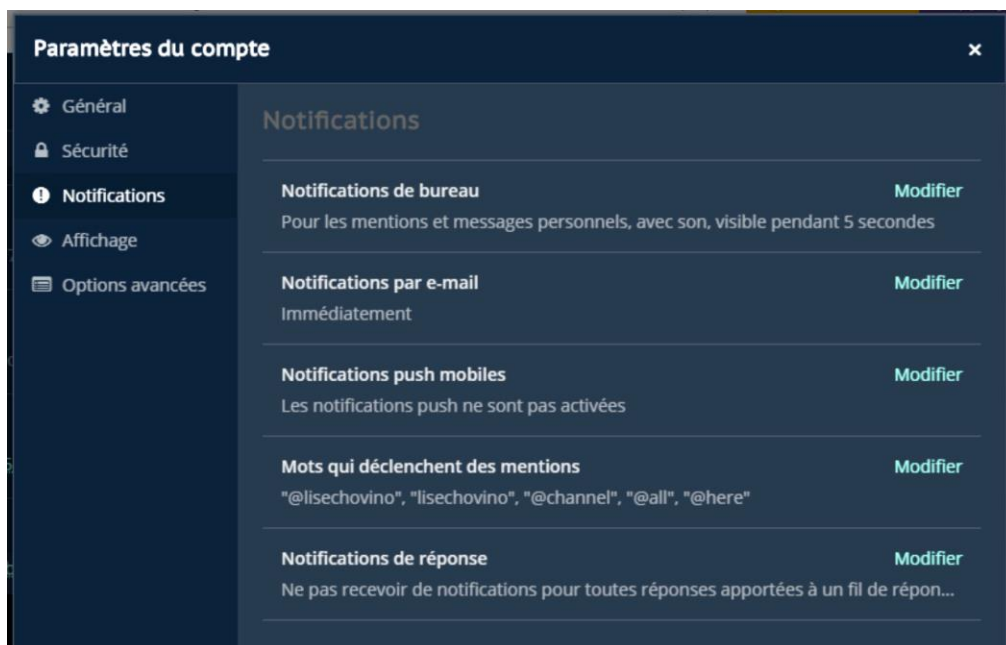 Paramètres du compte
Général
Sécurité
Notifications
Affichage
Options avancées
Notifications
Notifications de bureau Modifier
Pour les mentions et messages personnels, avec son, visible pendant 5 secondes
Notifications par e-mail Modifier
Immédiatement
Notifications push mobiles Modifier
Les notifications push ne sont pas activées
Mots qui déclenchent des mentions Modifier
"@lisechovino", "lisechovino", "@channel", "@all", "@here"
Notifications de réponse Modifier
Ne pas recevoir de notifications pour toutes réponses apportées à un fil de répon...